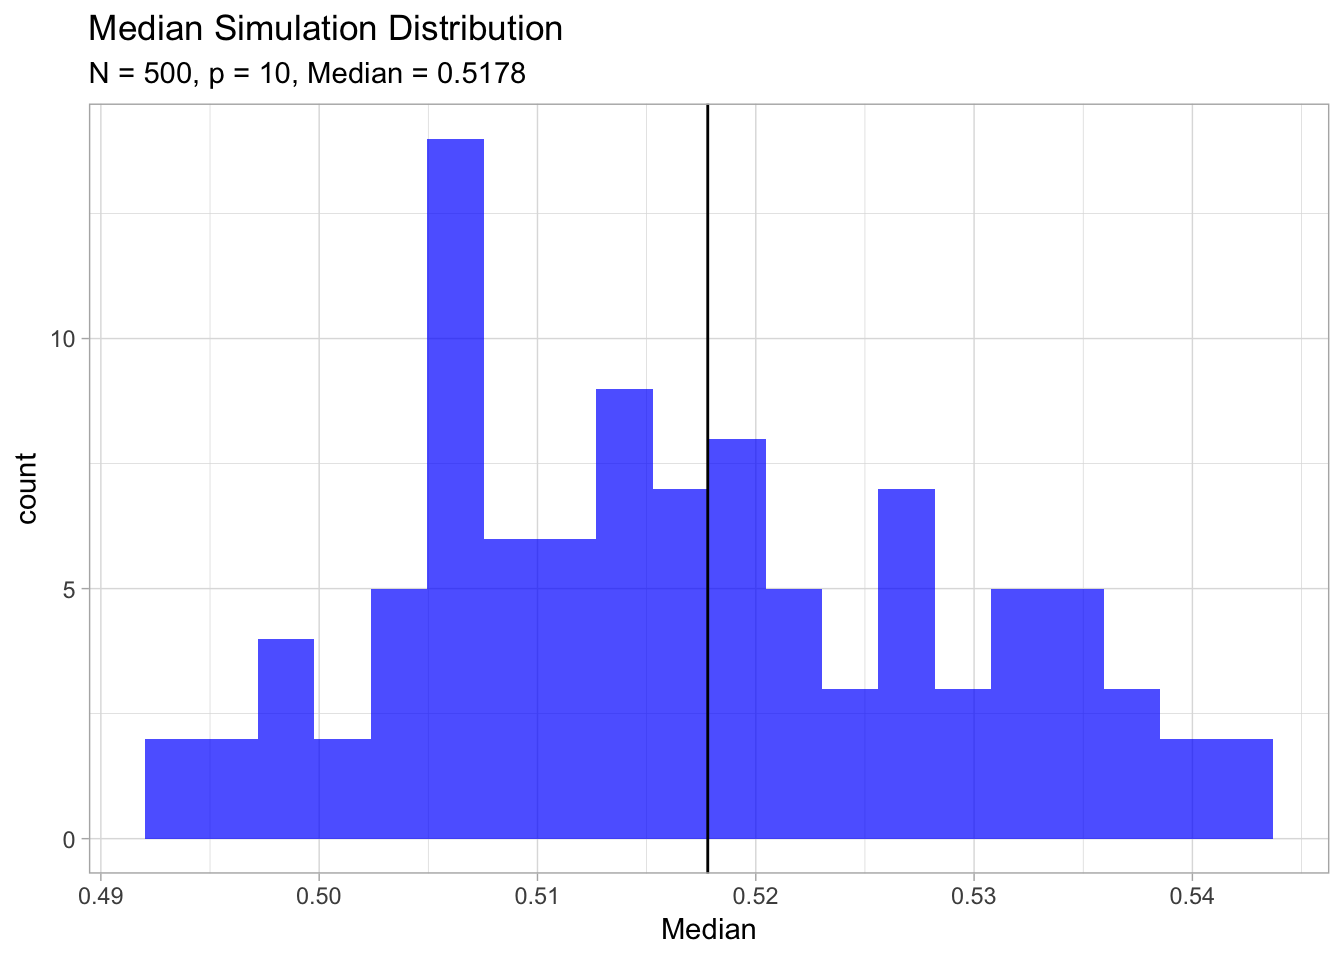 Median Simulation Distribution
N = 500, p = 10, Median = 0.5178
count
10
5
0
0.49 0.50 0.51 0.52 0.53 0.54
Median